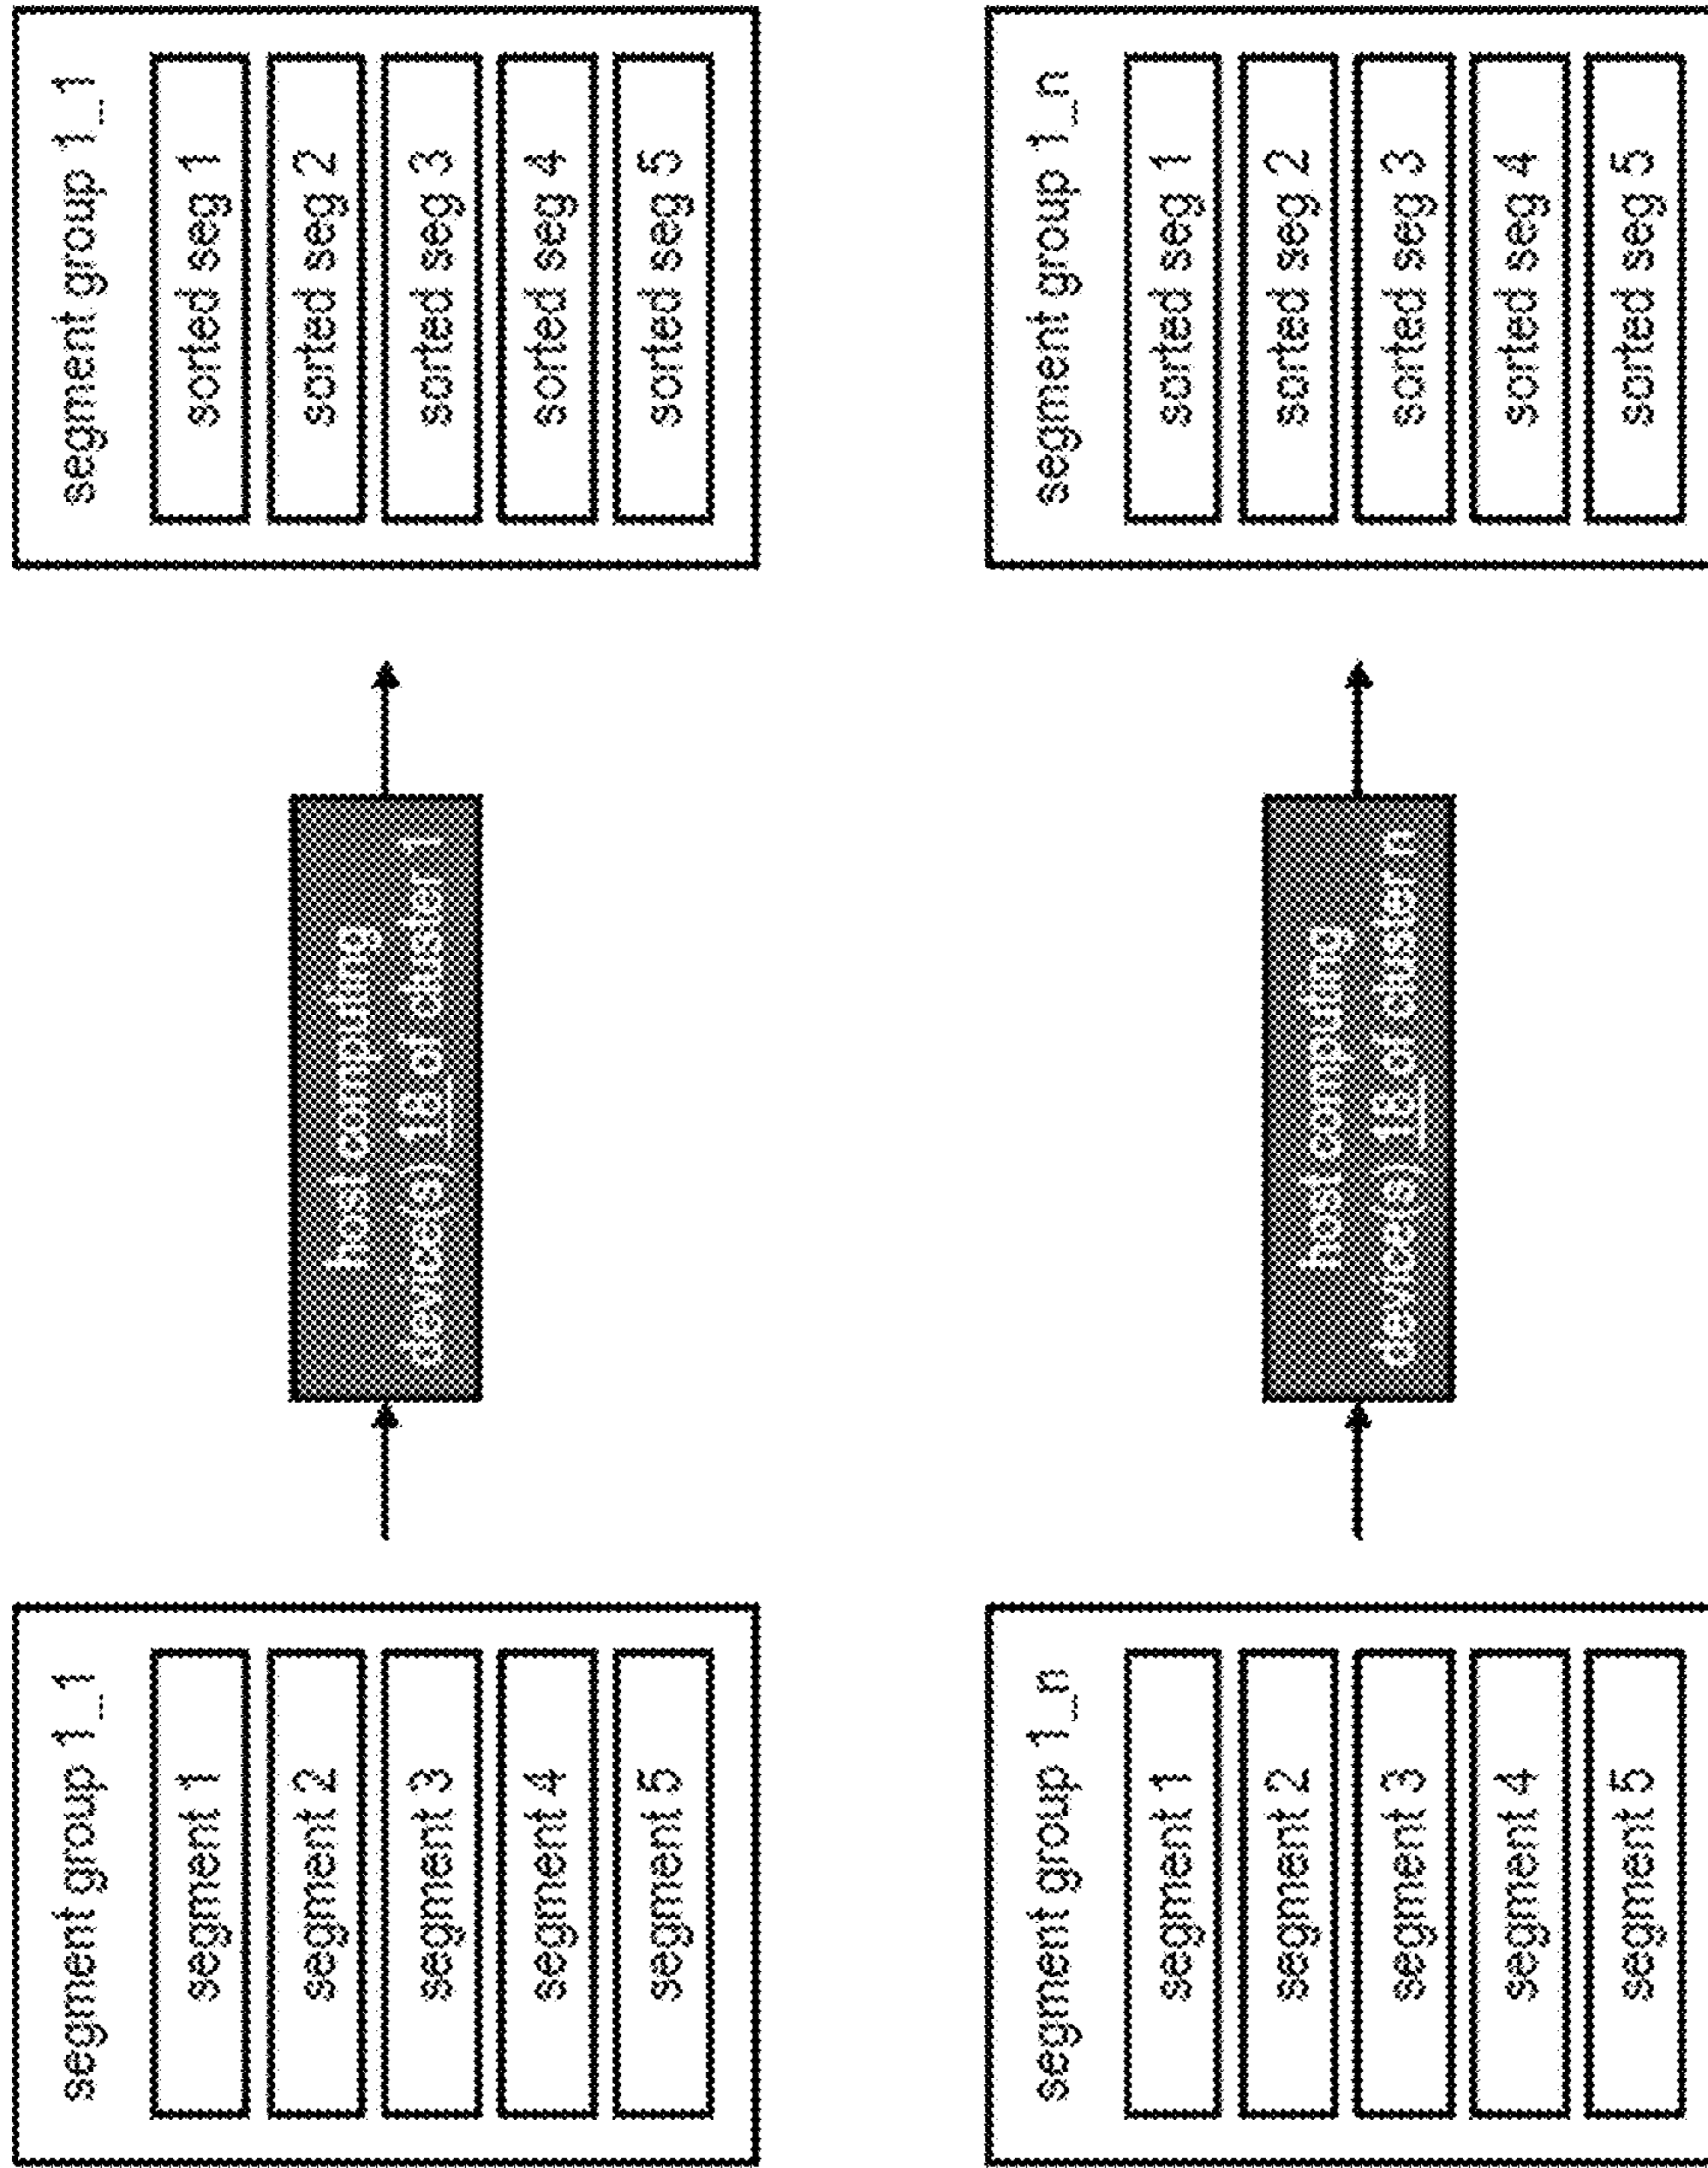 segment group 1_1
segment 1
segment 2
segment 3
segment 4
segment 5
host computing
device(s) 18 of cluster 1
segment group 1_1
sorted seg 1
sorted seg 2
sorted seg 3
sorted seg 4
sorted seg 5
segment group 1_n
segment 1
segment 2
segment 3
segment 4
segment 5
host computing
device(s) 18 of cluster n
segment group 1_n
sorted seg 1
sorted seg 2
sorted seg 3
sorted seg 4
sorted seg 5